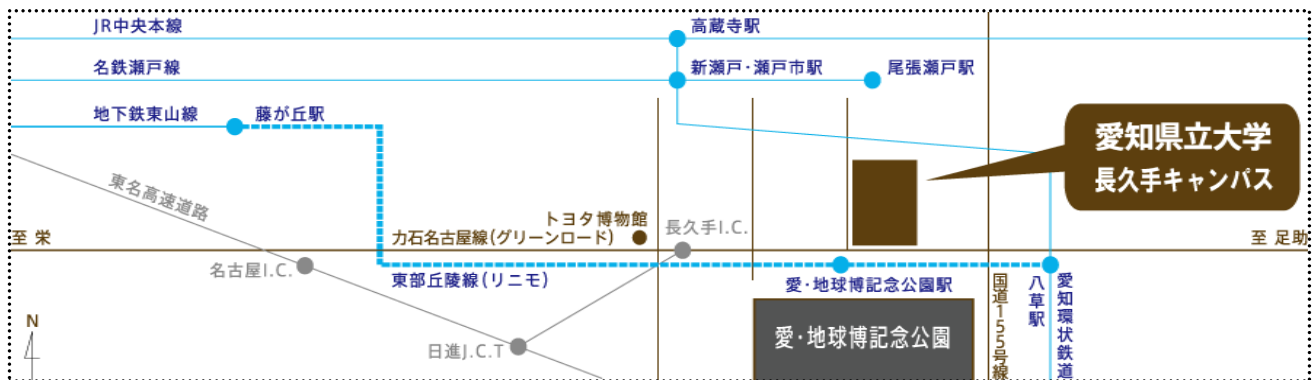 JR中央本線
高蔵寺駅
名鉄瀬戸線
新瀬戸・瀬戸市駅
尾張瀬戸駅
地下鉄東山線
藤が丘駅
愛知県立大学
長久手キャンパス
東名高速道路
トヨタ博物館
長久手I.C.
至 栄
力石名古屋線(グリーンロード)
至 足助
名古屋I.C.
東部丘陵線(リニモ)
愛・地球博記念公園駅
国道155号線
八草駅
愛知環状鉄道
N
愛・地球博記念公園
日進J.C.T